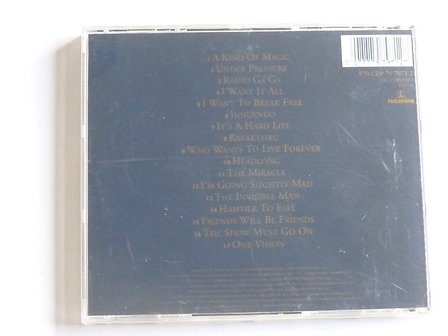 1 A Kind Of Magic
2 Under Pressure
3 Radio Ga Ga
4 I Want It All
5 I Want To Break Free
6 Innuendo
7 It's A Hard Life
8 Breakthru
9 Who Wants To Live Forever
10 Headlong
11 The Miracle
12 I'm Going Slightly Mad
13 The Invisible Man
14 Hammer To Fall
15 Friends Will Be Friends
16 The Show Must Go On
17 One Vision
PARLOPHONE